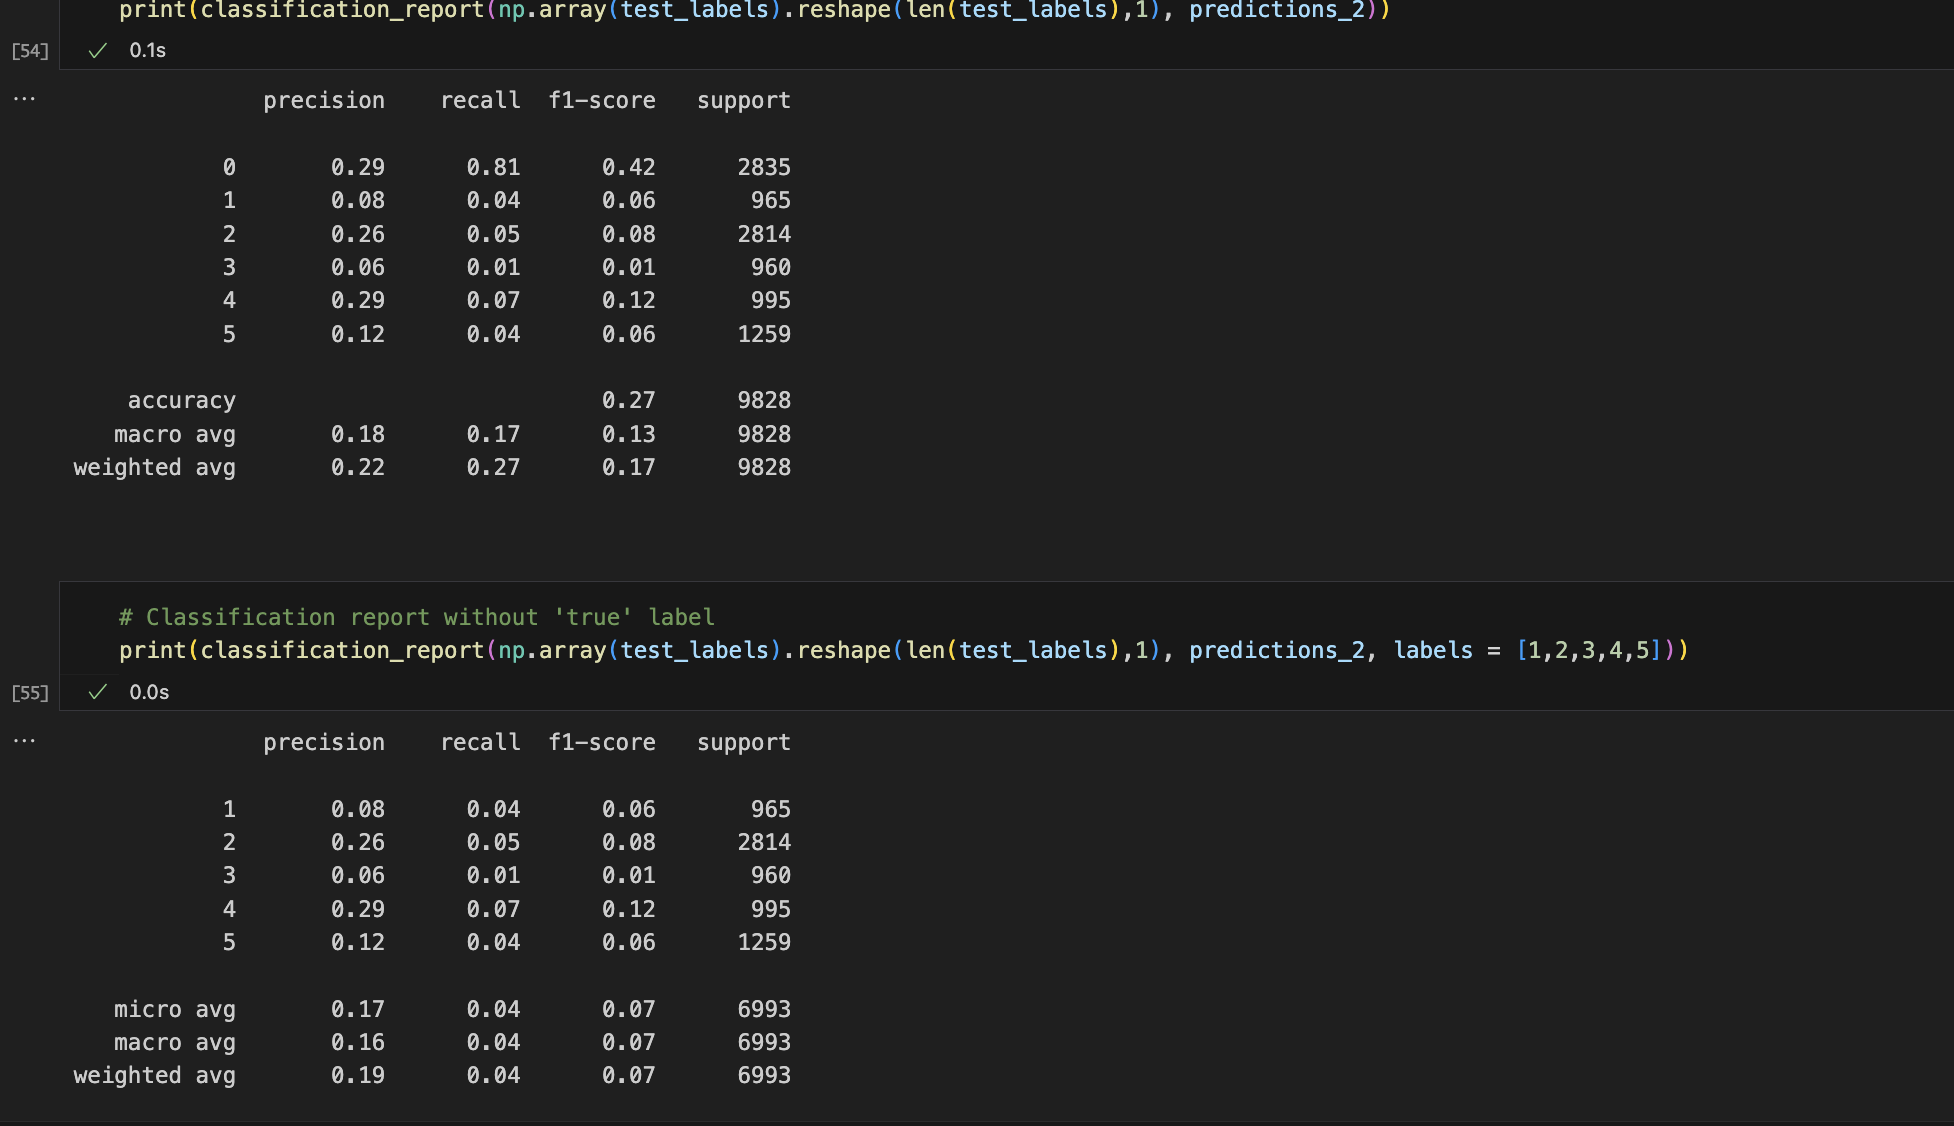 print(classification_report(np.array(test_labels).reshape(len(test_labels),1), predictions_2))
[54] ✓ 0.1s
...
precision recall f1-score support
0 0.29 0.81 0.42 2835
1 0.08 0.04 0.06 965
2 0.26 0.05 0.08 2814
3 0.06 0.01 0.01 960
4 0.29 0.07 0.12 995
5 0.12 0.04 0.06 1259
accuracy 0.27 9828
macro avg 0.18 0.17 0.13 9828
weighted avg 0.22 0.27 0.17 9828
# Classification report without 'true' label
print(classification_report(np.array(test_labels).reshape(len(test_labels),1), predictions_2, labels = [1,2,3,4,5]))
[55] ✓ 0.0s
...
precision recall f1-score support
1 0.08 0.04 0.06 965
2 0.26 0.05 0.08 2814
3 0.06 0.01 0.01 960
4 0.29 0.07 0.12 995
5 0.12 0.04 0.06 1259
micro avg 0.17 0.04 0.07 6993
macro avg 0.16 0.04 0.07 6993
weighted avg 0.19 0.04 0.07 6993